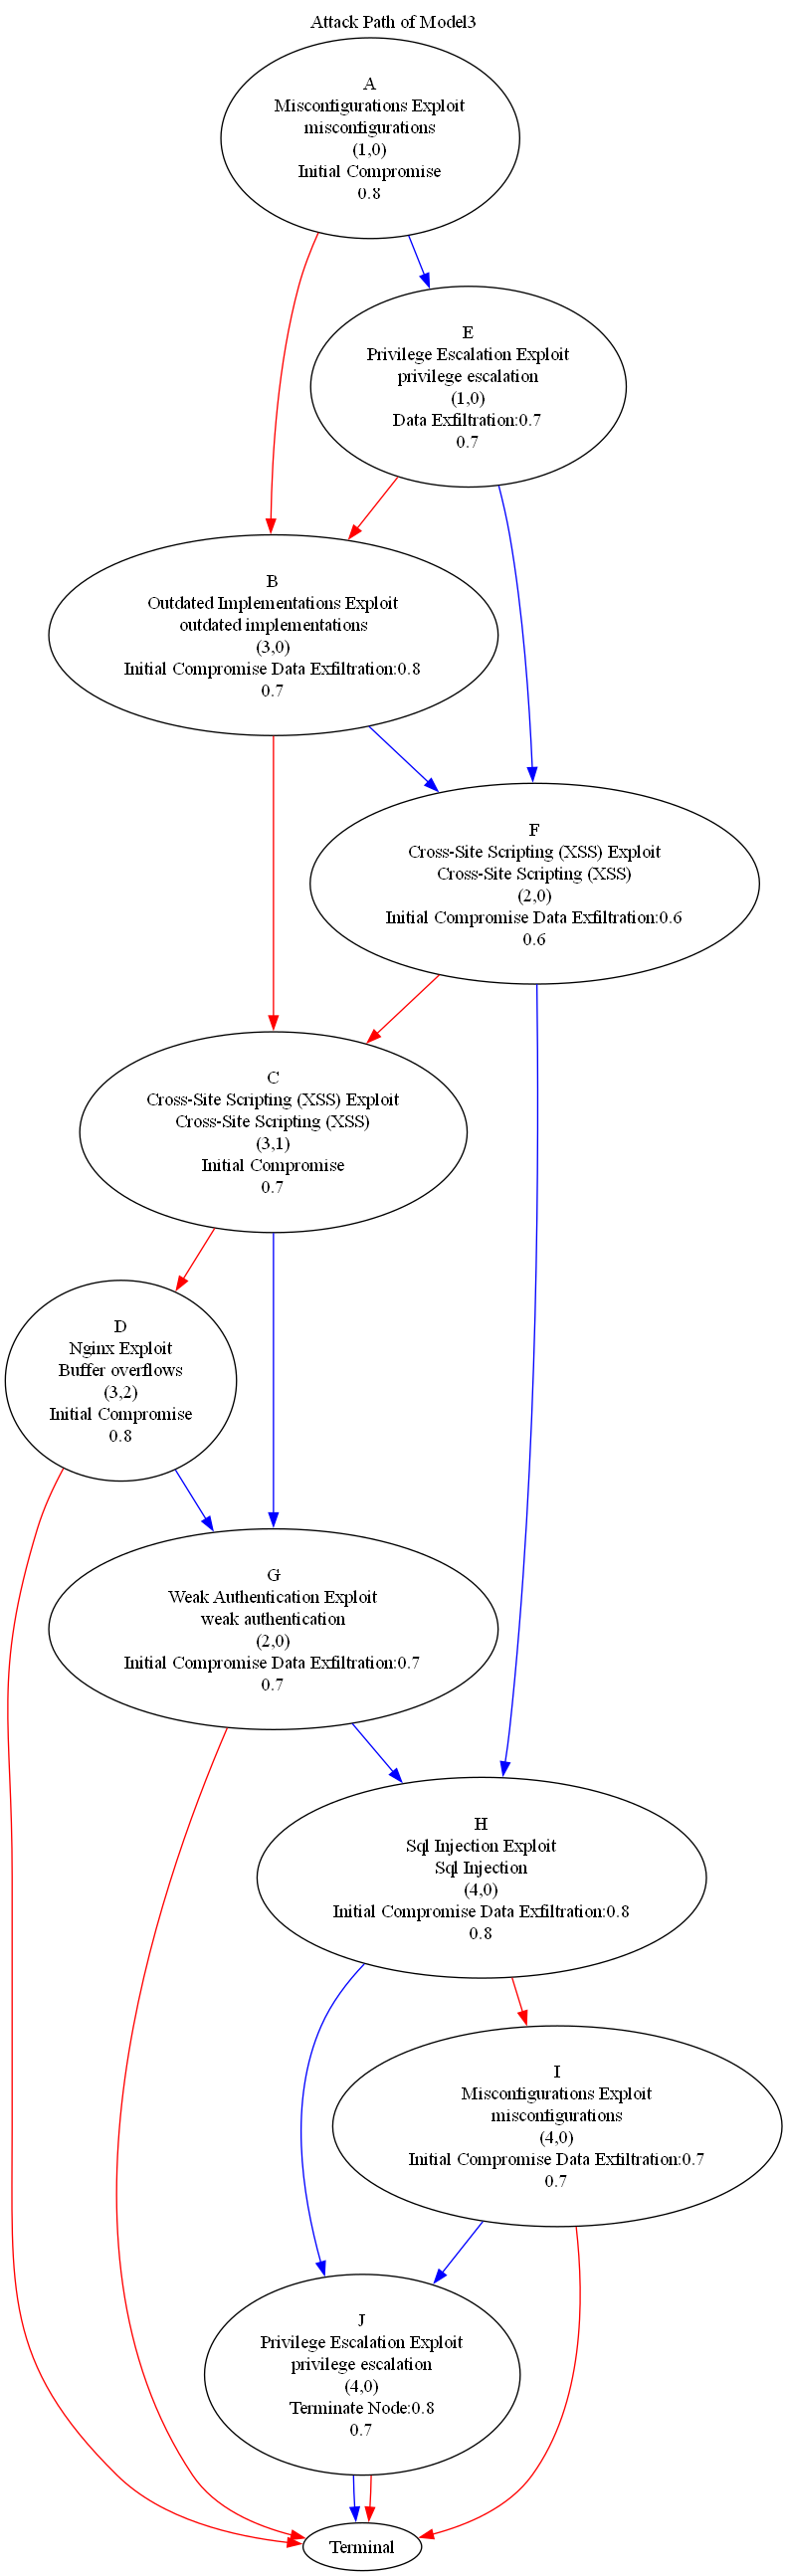 Attack Path of Model3
A
Misconfigurations Exploit
misconfigurations
(1,0)
Initial Compromise
0.8
E
Privilege Escalation Exploit
privilege escalation
(1,0)
Data Exfiltration:0.7
0.7
B
Outdated Implementations Exploit
outdated implementations
(3,0)
Initial Compromise Data Exfiltration:0.8
0.7
F
Cross-Site Scripting (XSS) Exploit
Cross-Site Scripting (XSS)
(2,0)
Initial Compromise Data Exfiltration:0.6
0.6
C
Cross-Site Scripting (XSS) Exploit
Cross-Site Scripting (XSS)
(3,1)
Initial Compromise
0.7
D
Nginx Exploit
Buffer overflows
(3,2)
Initial Compromise
0.8
G
Weak Authentication Exploit
weak authentication
(2,0)
Initial Compromise Data Exfiltration:0.7
0.7
H
Sql Injection Exploit
Sql Injection
(4,0)
Initial Compromise Data Exfiltration:0.8
0.8
I
Misconfigurations Exploit
misconfigurations
(4,0)
Initial Compromise Data Exfiltration:0.7
0.7
J
Privilege Escalation Exploit
privilege escalation
(4,0)
Terminate Node:0.8
0.7
Terminal